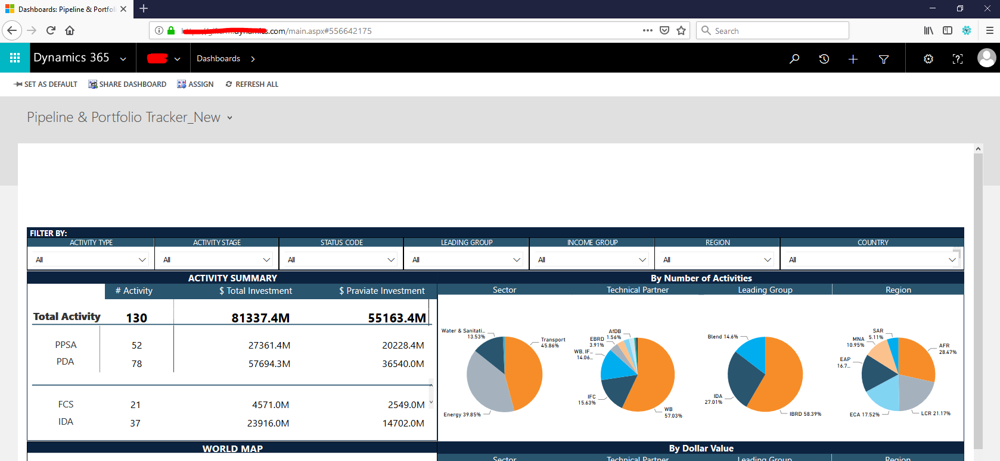 Dashboards: Pipeline & Portfoli
.dynamics.com/main.aspx#556642175
Search
Dynamics 365
Dashboards
SET AS DEFAULT
SHARE DASHBOARD
ASSIGN
REFRESH ALL
Pipeline & Portfolio Tracker_New
FILTER BY:
ACTIVITY TYPE ACTIVITY STAGE STATUS CODE LEADING GROUP INCOME GROUP REGION COUNTRY
All All All All All All All
ACTIVITY SUMMARY
# Activity $ Total Investment $ Praviate Investment
Total Activity 130 81337.4M 55163.4M
PPSA 52 27361.4M 20228.4M
PDA 78 57694.3M 36540.0M
FCS 21 4571.0M 2549.0M
IDA 37 23916.0M 14702.0M
WORLD MAP
By Number of Activities
Sector Technical Partner Leading Group Region
Water & Sanitati...
13.53%
Transport
45.86%
Energy 39.85%
AfDB
1.56%
EBRD
3.91%
WB, IF...
14.06...
IFC
15.63%
WB
57.03%
Blend 14.6%
IDA
27.01%
IBRD 58.39%
SAR
5.11%
MNA
10.95%
EAP
16.7...
AFR
28.47%
ECA 17.52%
LCR 21.17%
By Dollar Value
Sector Technical Partner Leading Group Region